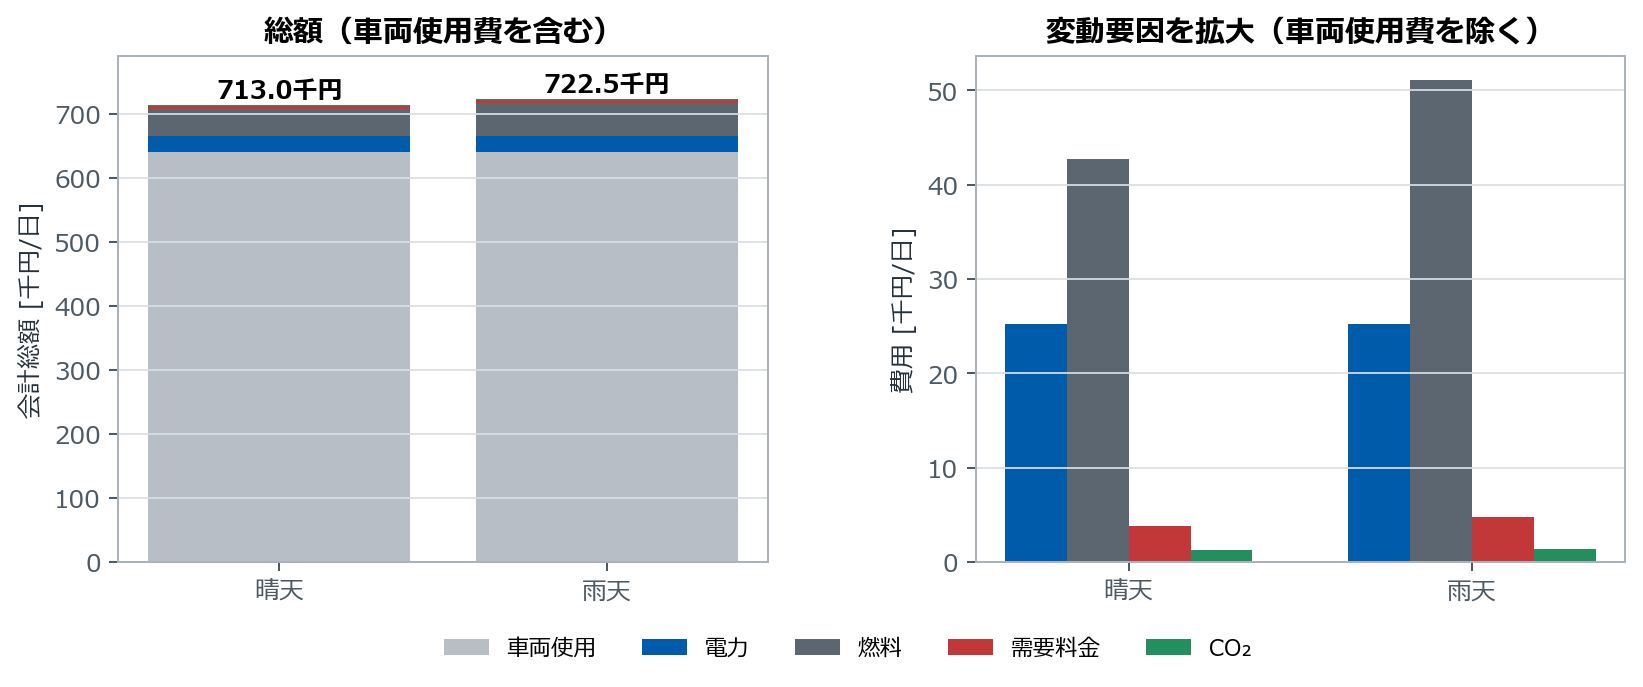 総額（車両使用費を含む）
713.0千円
722.5千円
会計総額 [千円/日]
700
600
500
400
300
200
100
0
晴天
雨天
変動要因を拡大（車両使用費を除く）
費用 [千円/日]
50
40
30
20
10
0
晴天
雨天
車両使用
電力
燃料
需要料金
CO₂